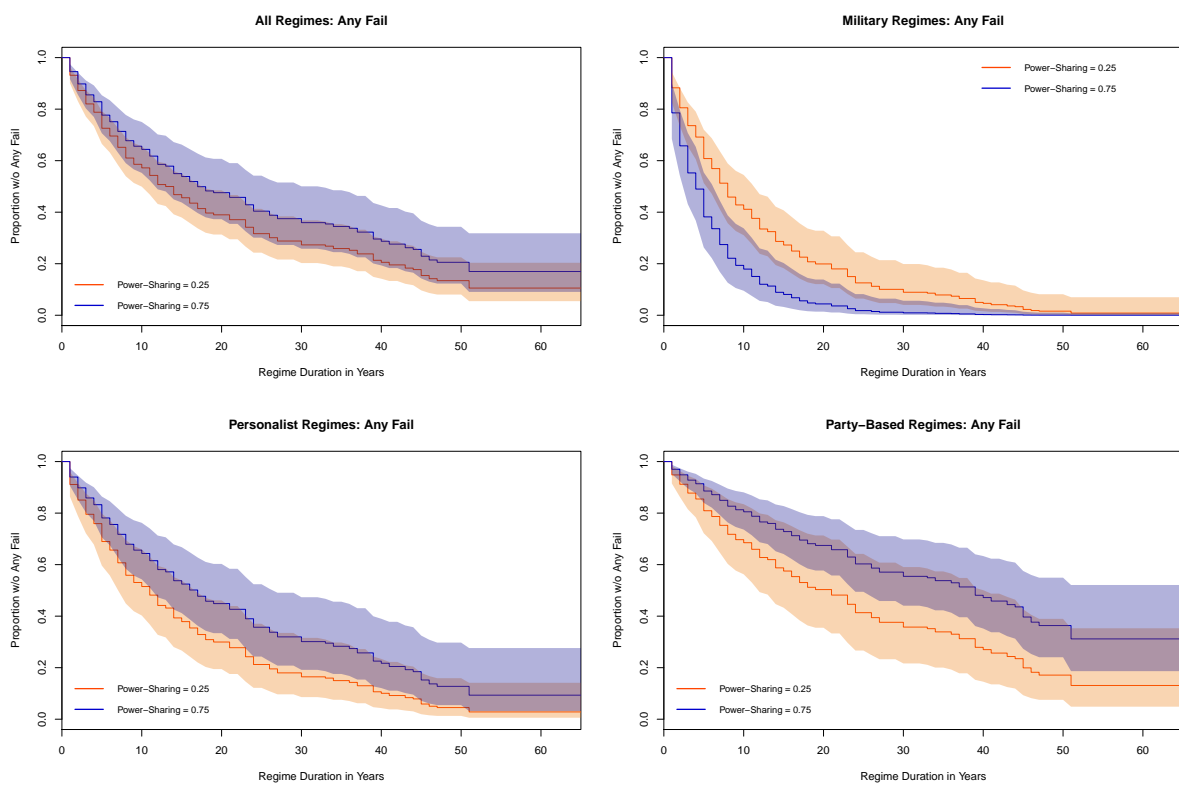 All Regimes: Any Fail
Proportion w/o Any Fail
1.0
0.8
0.6
0.4
0.2
0.0
Power−Sharing = 0.25
Power−Sharing = 0.75
0 10 20 30 40 50 60
Regime Duration in Years
Military Regimes: Any Fail
Proportion w/o Any Fail
1.0
0.8
0.6
0.4
0.2
0.0
Power−Sharing = 0.25
Power−Sharing = 0.75
0 10 20 30 40 50 60
Regime Duration in Years
Personalist Regimes: Any Fail
Proportion w/o Any Fail
1.0
0.8
0.6
0.4
0.2
0.0
Power−Sharing = 0.25
Power−Sharing = 0.75
0 10 20 30 40 50 60
Regime Duration in Years
Party−Based Regimes: Any Fail
Proportion w/o Any Fail
1.0
0.8
0.6
0.4
0.2
0.0
Power−Sharing = 0.25
Power−Sharing = 0.75
0 10 20 30 40 50 60
Regime Duration in Years